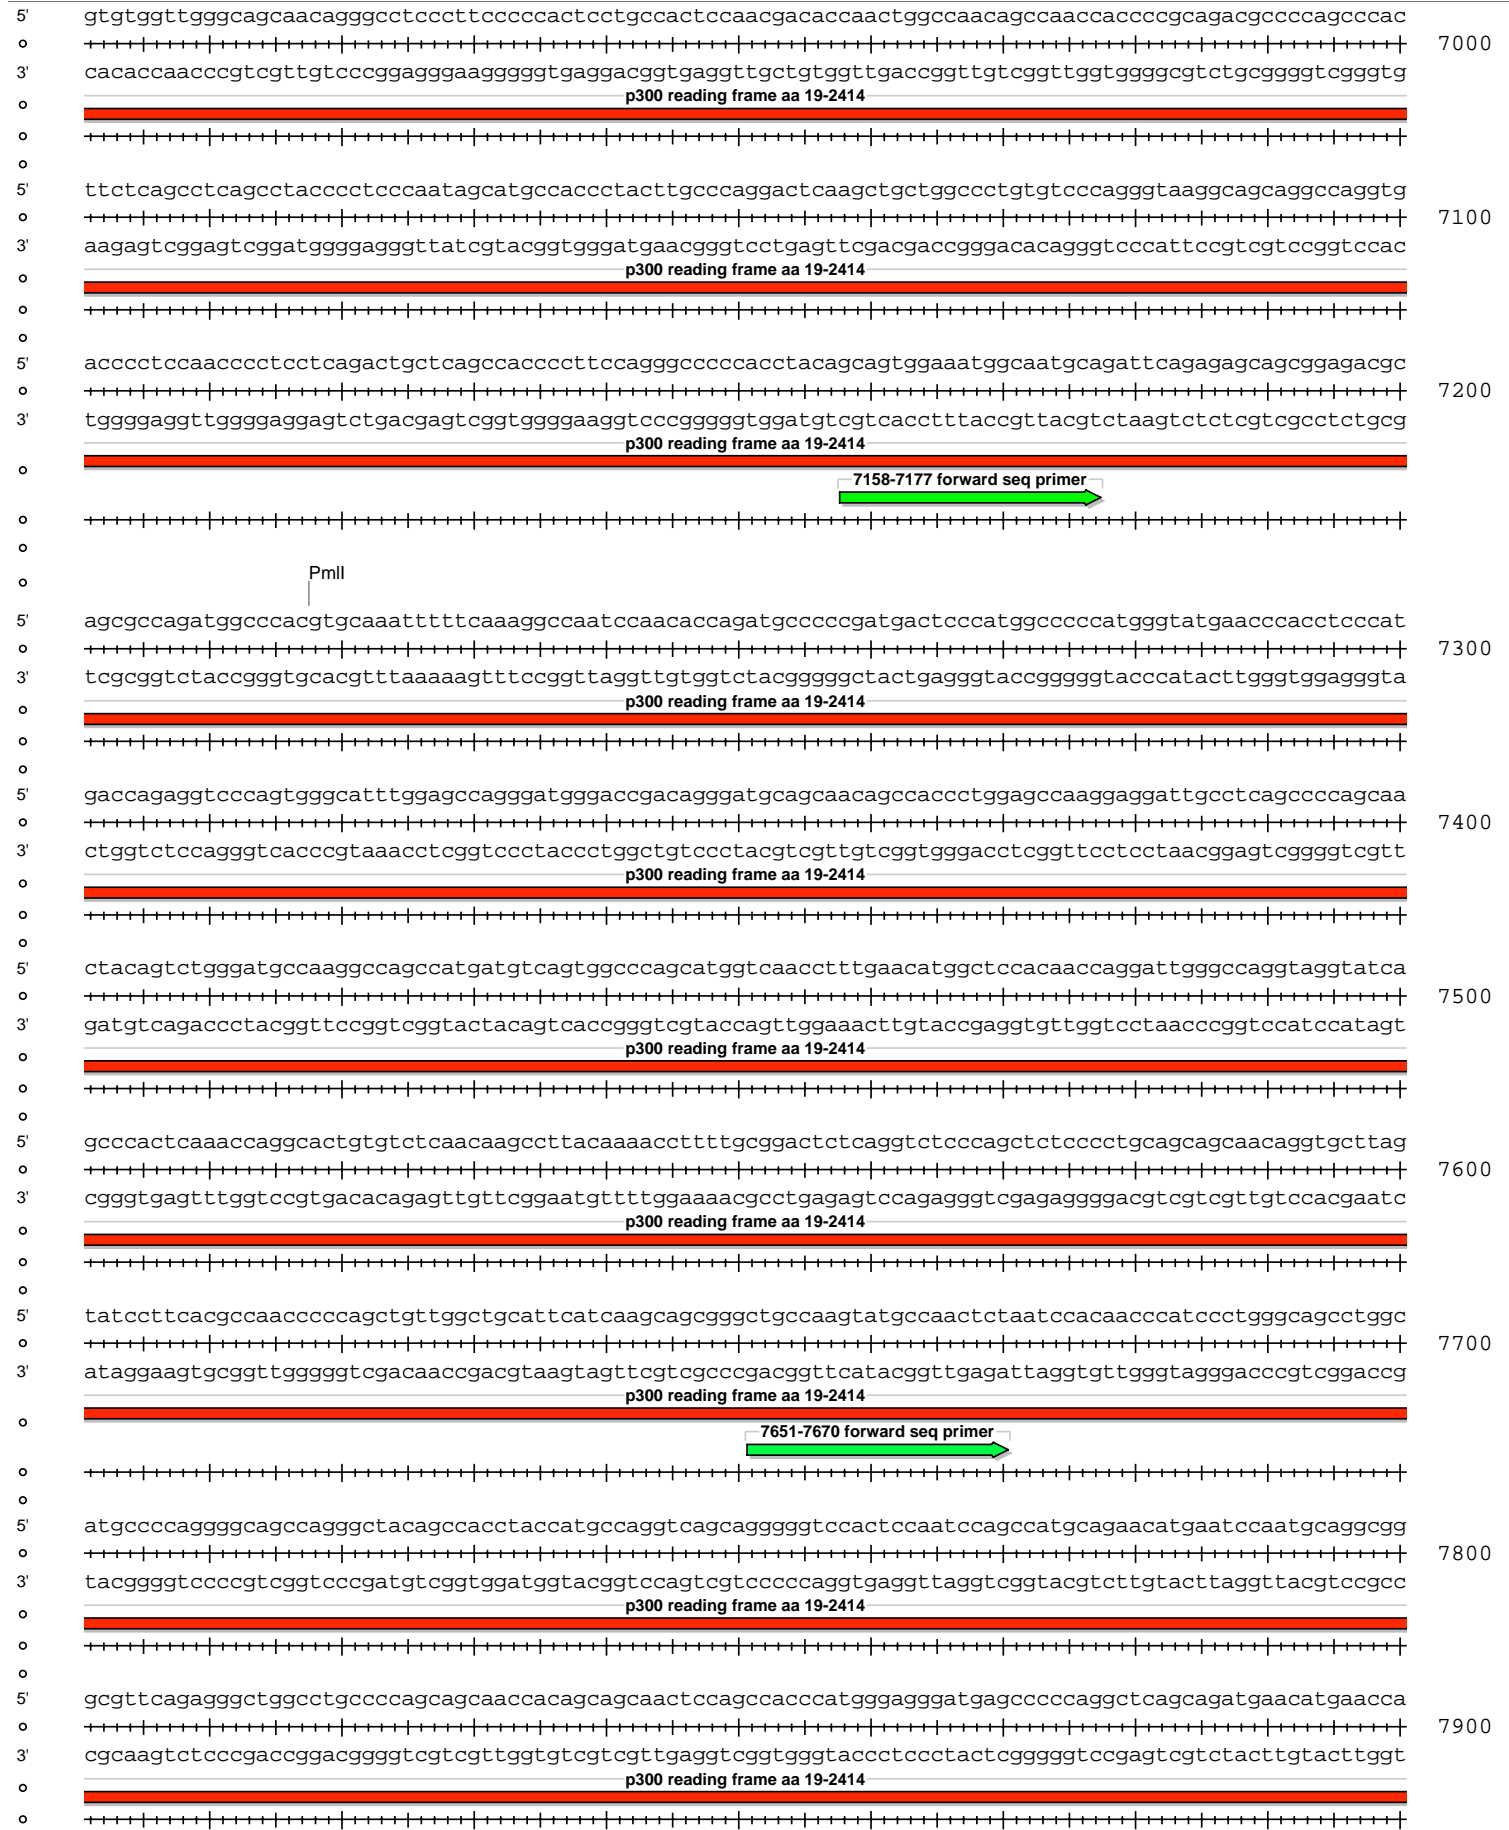 5' gtgtggttgggcagcaacagggcctcccttcccccactcctgccactccaacgacaccaactggccaacagccaaccaccccgcagacgccccagcccac
7000
3' cacaccaacccgtcgttgtcccggagggaagggggtgaggacggtgaggttgctgtggttgaccggttgtcggttggtggggcgtctgcggggtcgggtg
p300 reading frame aa 19-2414
5' ttctcagcctcagcctacccctcccaatagcatgccaccctacttgcccaggactcaagctgctggccctgtgtcccagggtaaggcagcaggccaggtg
7100
3' aagagtcggagtcggatggggagggttatcgtacggtgggatgaacgggtcctgagttcgacgaccgggacacagggtcccattccgtcgtccggtccac
p300 reading frame aa 19-2414
5' acccctccaacccctcctcagactgctcagccaccccttccagggcccccacctacagcagtggaaatggcaatgcagattcagagagcagcggagacgc
7200
3' tggggaggttggggaggagtctgacgagtcggtggggaaggtcccgggggtggatgtcgtcacctttaccgttacgtctaagtctctcgtcgcctctgcg
p300 reading frame aa 19-2414
7158-7177 forward seq primer
PmlI
5' agcgccagatggcccacgtgcaaatttttcaaaggccaatccaacaccagatgcccccgatgactcccatggcccccatgggtatgaacccacctcccat
7300
3' tcgcggtctaccgggtgcacgtttaaaaagtttccggttaggttgtggtctacgggggctactgagggtaccgggggtacccatacttgggtggagggta
p300 reading frame aa 19-2414
5' gaccagaggtcccagtgggcatttggagccagggatgggaccgacagggatgcagcaacagccaccctggagccaaggaggattgcctcagccccagcaa
7400
3' ctggtctccagggtcacccgtaaacctcggtccctaccctggctgtccctacgtcgttgtcggtgggacctcggttcctcctaacggagtcggggtcgtt
p300 reading frame aa 19-2414
5' ctacagtctgggatgccaaggccagccatgatgtcagtggcccagcatggtcaacctttgaacatggctccacaaccaggattgggccaggtaggtatca
7500
3' gatgtcagaccctacggttccggtcggtactacagtcaccgggtcgtaccagttggaaacttgtaccgaggtgttggtcctaacccggtccatccatagt
p300 reading frame aa 19-2414
5' gcccactcaaaccaggcactgtgtctcaacaagccttacaaaaccttttgcggactctcaggtctcccagctctcccctgcagcagcaacaggtgcttag
7600
3' cgggtgagtttggtccgtgacacagagttgttcggaatgttttggaaaacgcctgagagtccagagggtcgagaggggacgtcgtcgttgtccacgaatc
p300 reading frame aa 19-2414
5' tatccttcacgccaacccccagctgttggctgcattcatcaagcagcgggctgccaagtatgccaactctaatccacaacccatccctgggcagcctggc
7700
3' ataggaagtgcggttgggggtcgacaaccgacgtaagtagttcgtcgcccgacggttcatacggttgagattaggtgttgggtagggacccgtcggaccg
p300 reading frame aa 19-2414
7651-7670 forward seq primer
5' atgccccaggggcagccagggctacagccacctaccatgccaggtcagcagggggtccactccaatccagccatgcagaacatgaatccaatgcaggcgg
7800
3' tacggggtccccgtcggtcccgatgtcggtggatggtacggtccagtcgtcccccaggtgaggttaggtcggtacgtcttgtacttaggttacgtccgcc
p300 reading frame aa 19-2414
5' gcgttcagagggctggcctgccccagcagcaaccacagcagcaactccagccacccatgggagggatgagcccccaggctcagcagatgaacatgaacca
7900
3' cgcaagtctcccgaccggacggggtcgtcgttggtgtcgtcgttgaggtcggtgggtaccctccctactcgggggtccgagtcgtctacttgtacttggt
p300 reading frame aa 19-2414